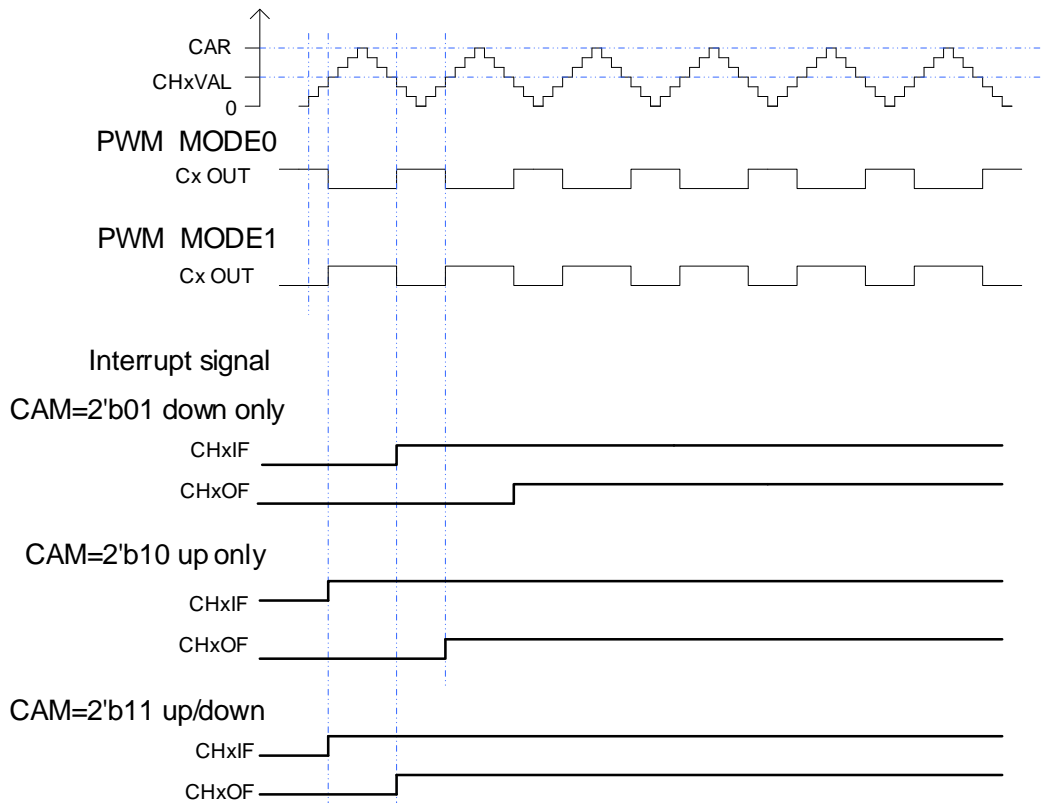 CAR
CHxVAL
0
PWM MODE0
Cx OUT
PWM MODE1
Cx OUT
Interrupt signal
CAM=2'b01 down only
CHxIF
CHxOF
CAM=2'b10 up only
CHxIF
CHxOF
CAM=2'b11 up/down
CHxIF
CHxOF